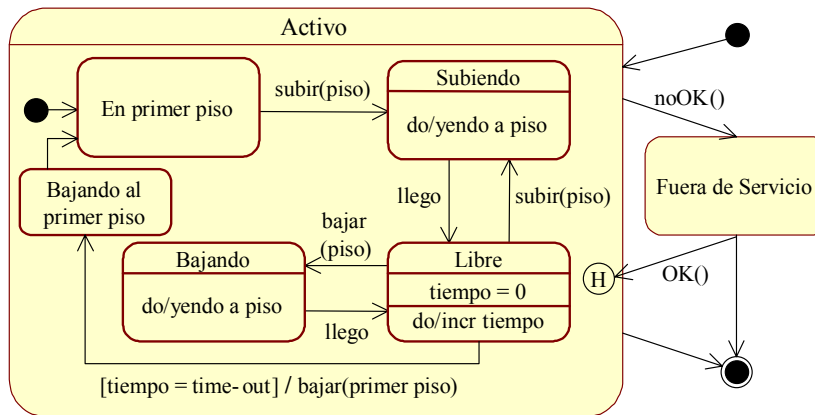 Activo
En primer piso
subir(piso)
Subiendo
do/yendo a piso
noOK()
Fuera de Servicio
Bajando al
primer piso
llego
subir(piso)
bajar
(piso)
Bajando
do/yendo a piso
llego
Libre
tiempo = 0
do/incr tiempo
H
OK()
[tiempo = time-out] / bajar(primer piso)